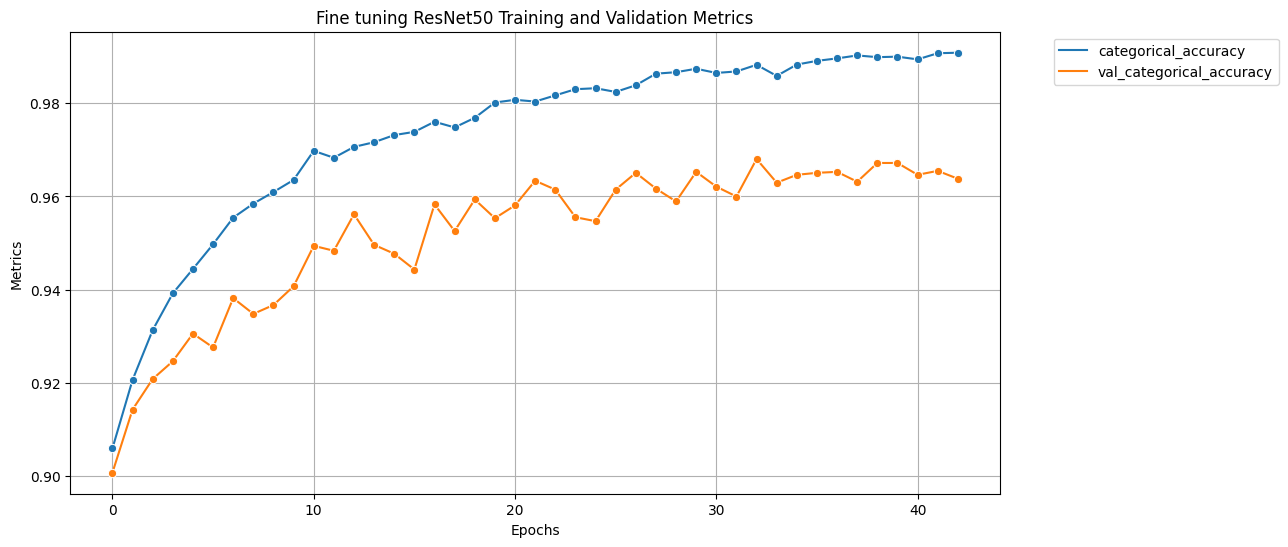 Fine tuning ResNet50 Training and Validation Metrics
categorical_accuracy
val_categorical_accuracy
Metrics
0.98
0.96
0.94
0.92
0.90
0
10
20
30
40
Epochs